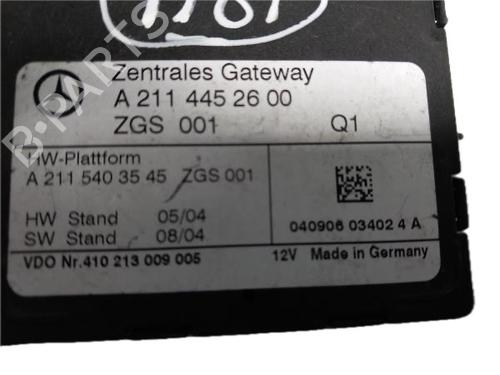 1181
Zentrales Gateway
A 211 445 26 00
ZGS 001 Q1
HW-Plattform
A 211 540 35 45 ZGS 001
HW Stand 05/04
SW Stand 08/04
040906 03402 4 A
VDO Nr.410 213 009 005 12V Made in Germany
B-PARTS